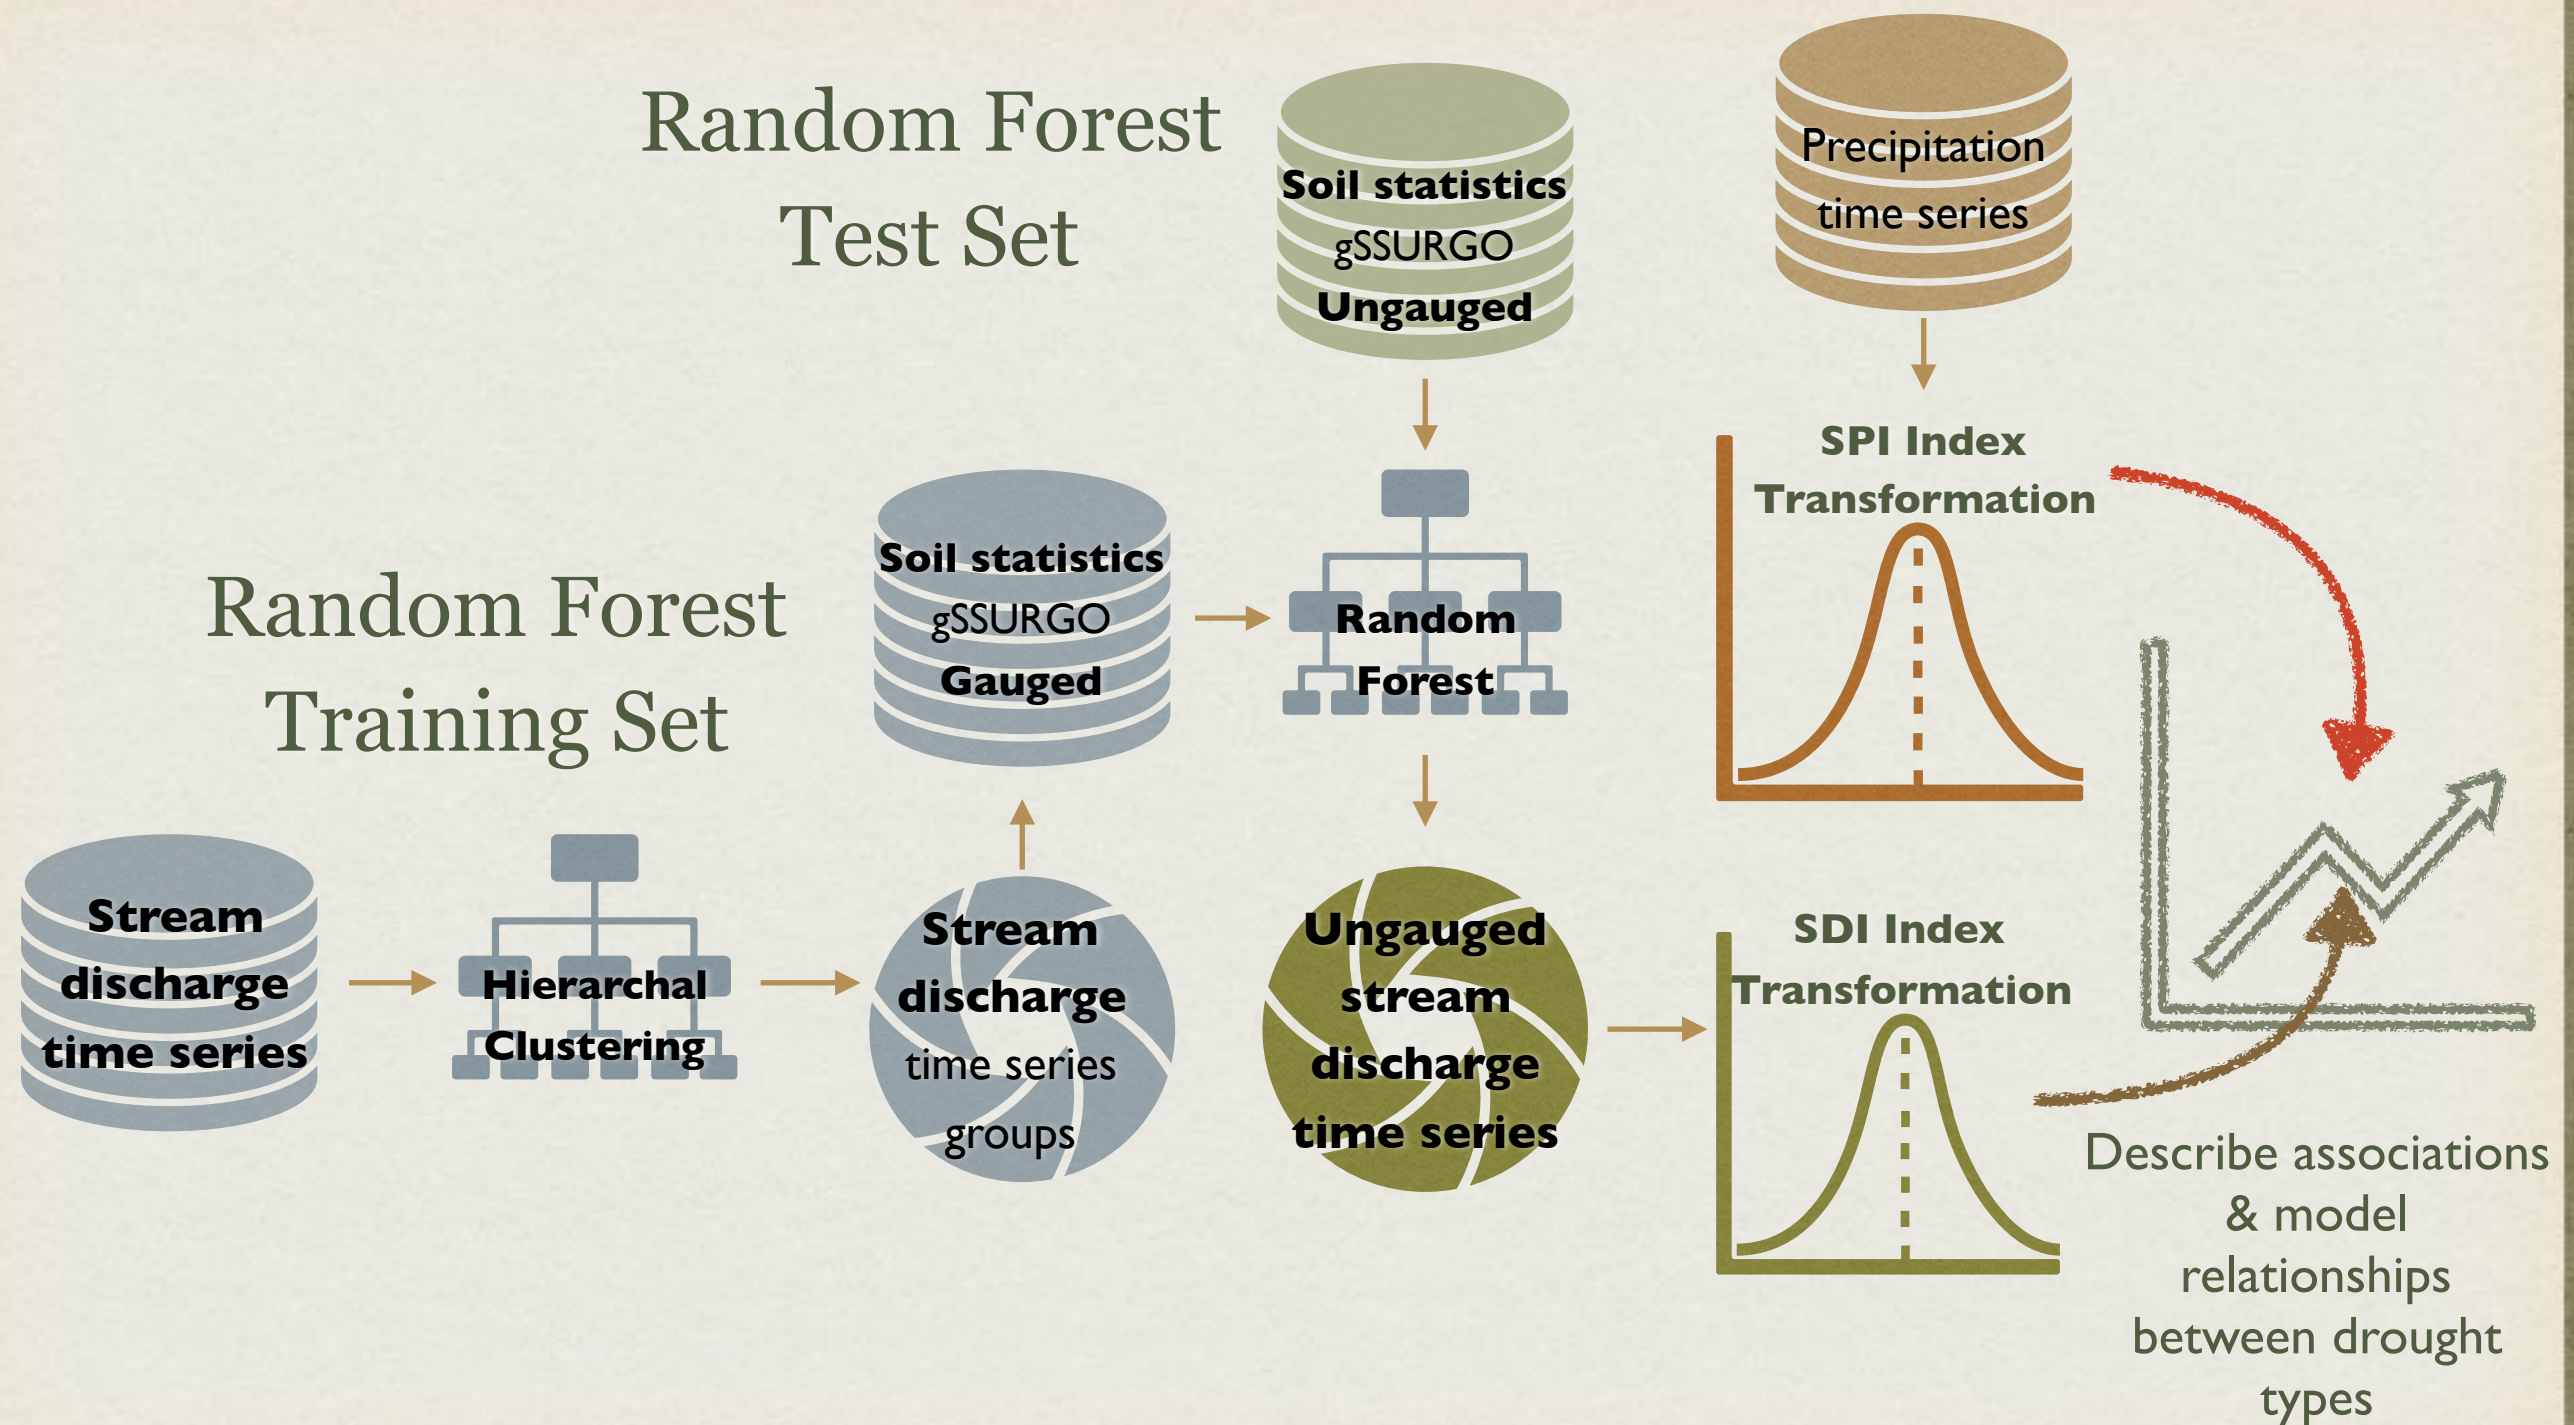 Random Forest
Test Set
Soil statistics
gSSURGO
Ungauged
Precipitation
time series
Random Forest
Training Set
Soil statistics
gSSURGO
Gauged
Random
Forest
SPI Index
Transformation
Stream
discharge
time series
Hierarchal
Clustering
Stream
discharge
time series
groups
Ungauged
stream
discharge
time series
SDI Index
Transformation
Describe associations
& model
relationships
between drought
types